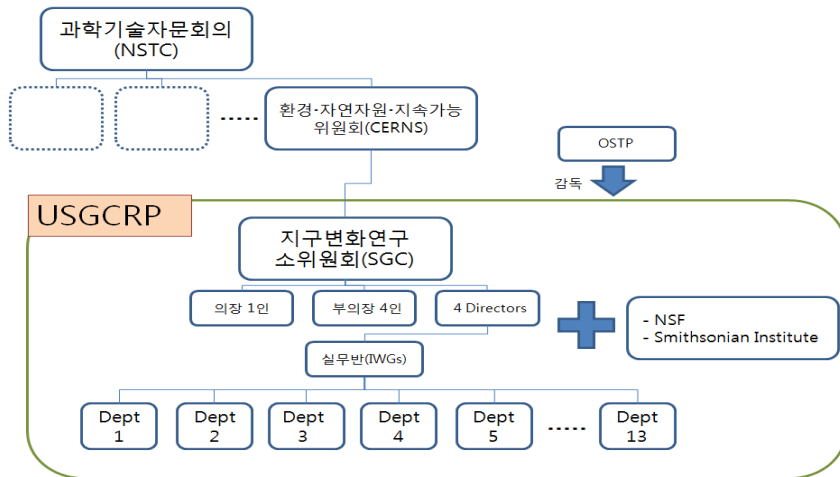 과학기술자문회의
(NSTC)
.....
환경·자연자원·지속가능
위원회(CERNS)
OSTP
감독
USGCRP
지구변화연구
소위원회(SGC)
의장 1인
부의장 4인
4 Directors
- NSF
- Smithsonian Institute
실무반(IWGs)
Dept
1
Dept
2
Dept
3
Dept
4
Dept
5
.....
Dept
13